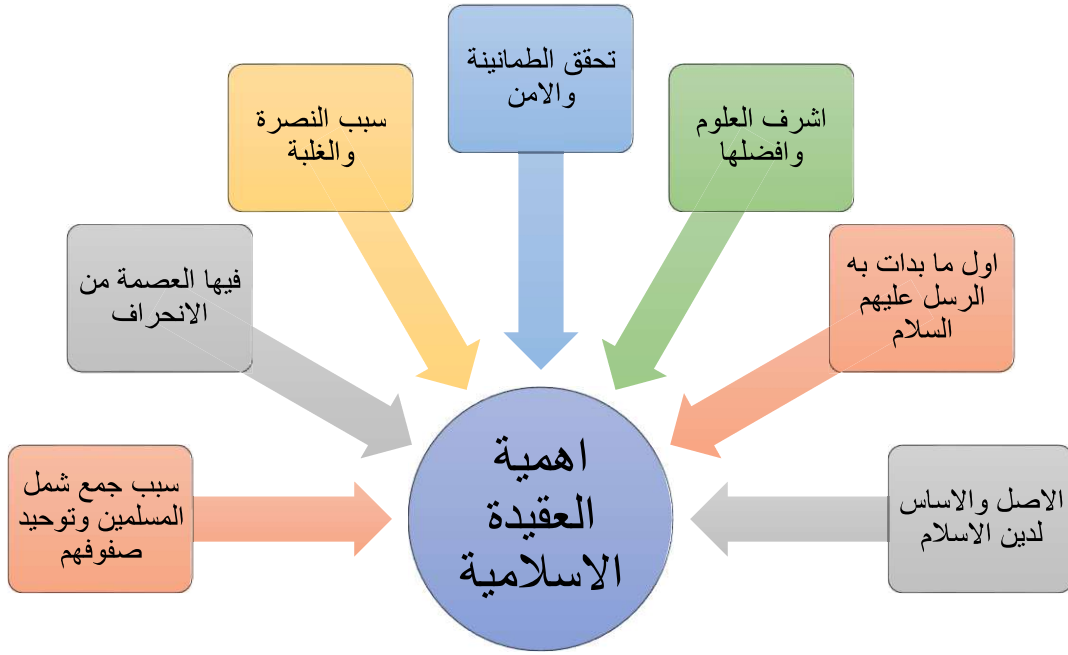 اهمية
العقيدة
الاسلامية
الاصل والاساس
لدين الاسلام
اول ما بدات به
الرسل عليهم
السلام
اشرف العلوم
وافضلها
تحقق الطمانينة
والامن
سبب النصرة
والغلبة
فيها العصمة من
الانحراف
سبب جمع شمل
المسلمين وتوحيد
صفوفهم